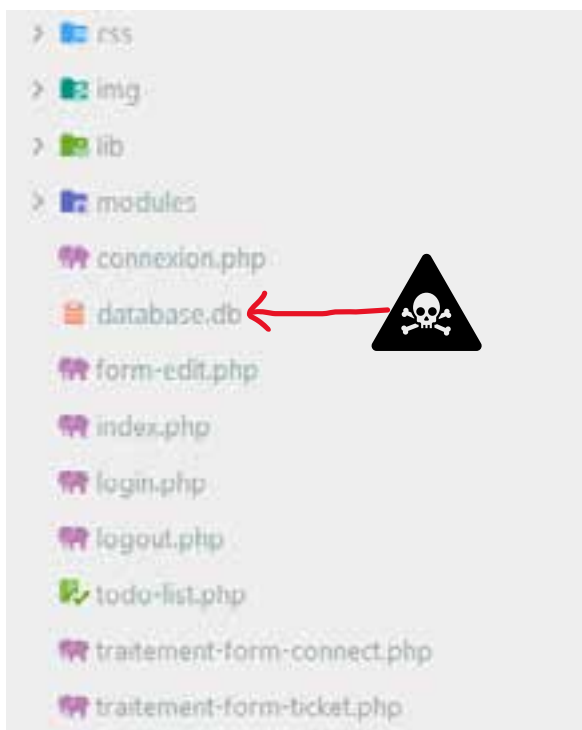 css
img
lib
modules
connexion.php
database.db
form-edit.php
index.php
login.php
logout.php
todo-list.php
traitement-form-connect.php
traitement-form-ticket.php